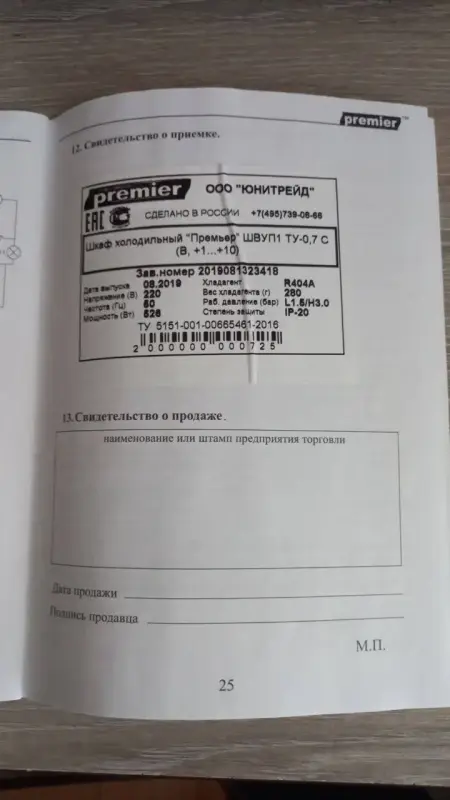 premier™
12. Свидетельство о приемке.
premier ООО "ЮНИТРЕЙД"
EAC СДЕЛАНО В РОССИИ +7(495)739-06-66
Шкаф холодильный "Премьер" ШВУП1 ТУ-0,7 С
(В, +1...+10)
Зав.номер 2019081323418
Дата выпуска 08.2019 Хладагент R404A
Напряжение (В) 220 Вес хладагента (г) 280
Частота (Гц) 50 Раб. давление (бар) L1.5/H3.0
Мощность (Вт) 526 Степень защиты IP-20
ТУ 5151-001-00665461-2016
2 000000 000725
13.Свидетельство о продаже.
наименование или штамп предприятия торговли
Дата продажи
Подпись продавца
М.П.
25